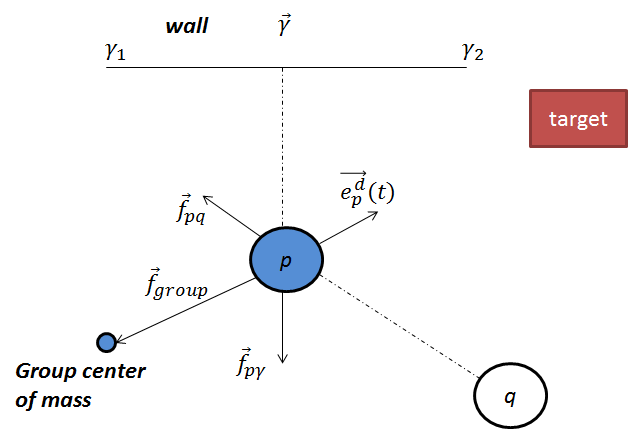 wall
$\vec{\gamma}$
$\gamma_1$
$\gamma_2$
target
$\overrightarrow{e_p^d}(t)$
$\vec{f}_{pq}$
p
$\vec{f}_{group}$
$\vec{f}_{p\gamma}$
Group center
of mass
q